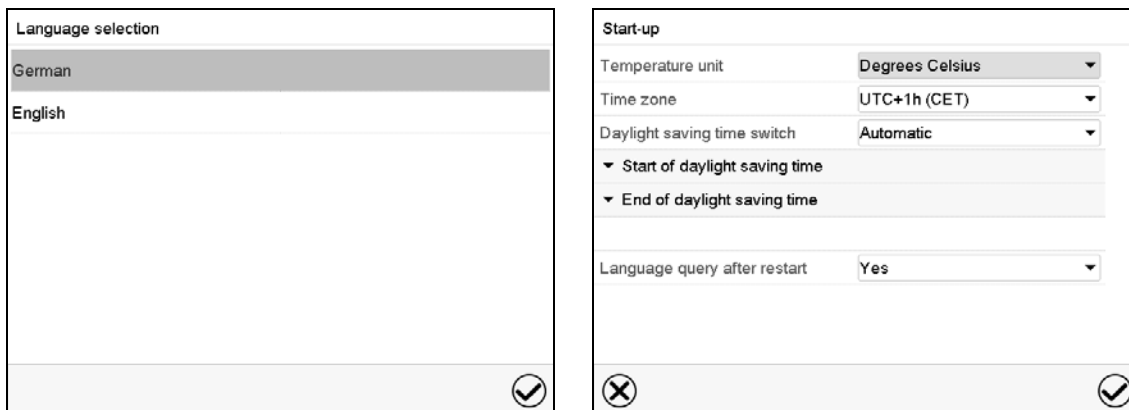 Language selection
German
English
Start-up
Temperature unit Degrees Celsius
Time zone UTC+1h (CET)
Daylight saving time switch Automatic
Start of daylight saving time
End of daylight saving time
Language query after restart Yes